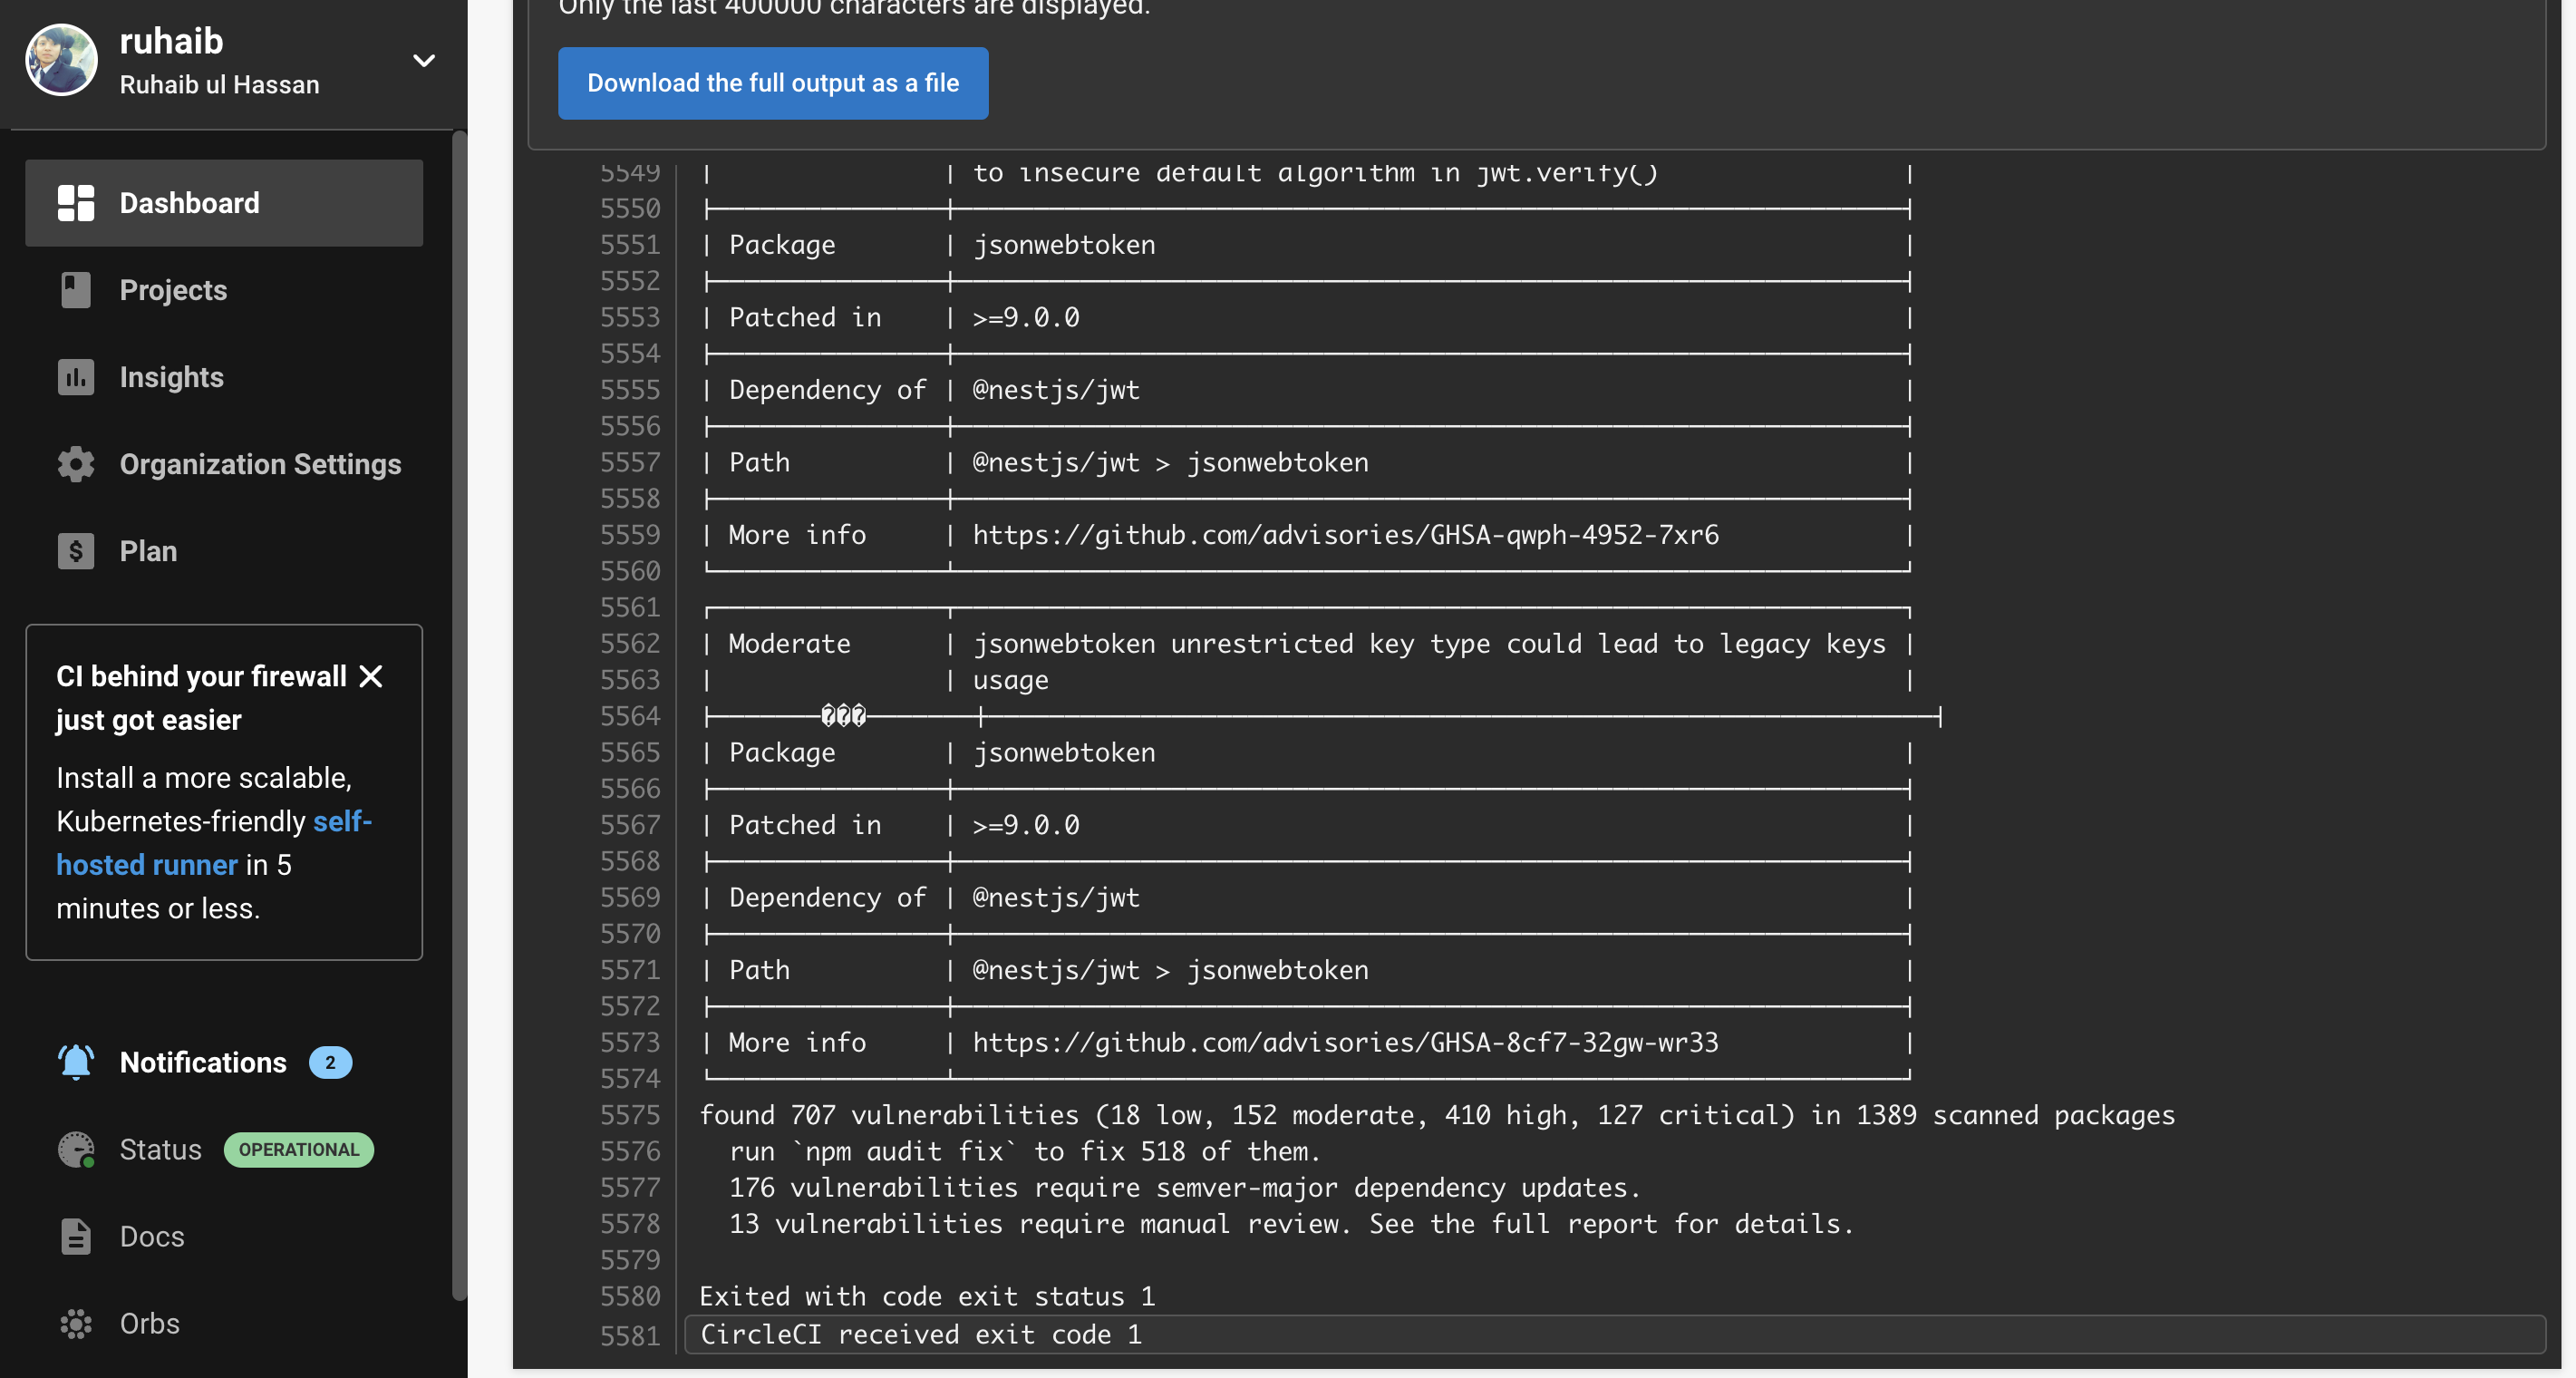 ruhaib
Ruhaib ul Hassan
Dashboard
Projects
Insights
Organization Settings
Plan
CI behind your firewall
just got easier
Install a more scalable,
Kubernetes-friendly self-
hosted runner in 5
minutes or less.
Notifications 2
Status OPERATIONAL
Docs
Orbs
Only the last 400000 characters are displayed.
Download the full output as a file
5549 | | to insecure default algorithm in jwt.verify() |
5550
5551 | Package | jsonwebtoken |
5552
5553 | Patched in | >=9.0.0 |
5554
5555 | Dependency of | @nestjs/jwt |
5556
5557 | Path | @nestjs/jwt > jsonwebtoken |
5558
5559 | More info | https://github.com/advisories/GHSA-qwph-4952-7xr6 |
5560
5561
5562 | Moderate | jsonwebtoken unrestricted key type could lead to legacy keys |
5563 | | usage |
5564 ���
5565 | Package | jsonwebtoken |
5566
5567 | Patched in | >=9.0.0 |
5568
5569 | Dependency of | @nestjs/jwt |
5570
5571 | Path | @nestjs/jwt > jsonwebtoken |
5572
5573 | More info | https://github.com/advisories/GHSA-8cf7-32gw-wr33 |
5574
5575 found 707 vulnerabilities (18 low, 152 moderate, 410 high, 127 critical) in 1389 scanned packages
5576 run `npm audit fix` to fix 518 of them.
5577 176 vulnerabilities require semver-major dependency updates.
5578 13 vulnerabilities require manual review. See the full report for details.
5579
5580 Exited with code exit status 1
5581 CircleCI received exit code 1